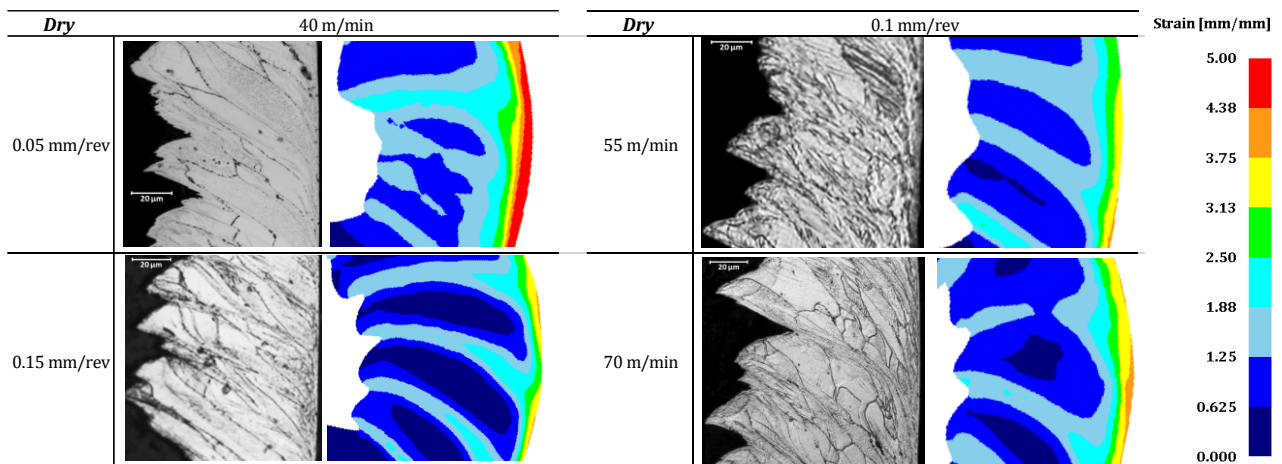 Dry 40 m/min Dry 0.1 mm/rev Strain [mm/mm]
20 µm 20 µm
0.05 mm/rev 55 m/min
20 µm
20 µm 20 µm
0.15 mm/rev 70 m/min
5.00
4.38
3.75
3.13
2.50
1.88
1.25
0.625
0.000